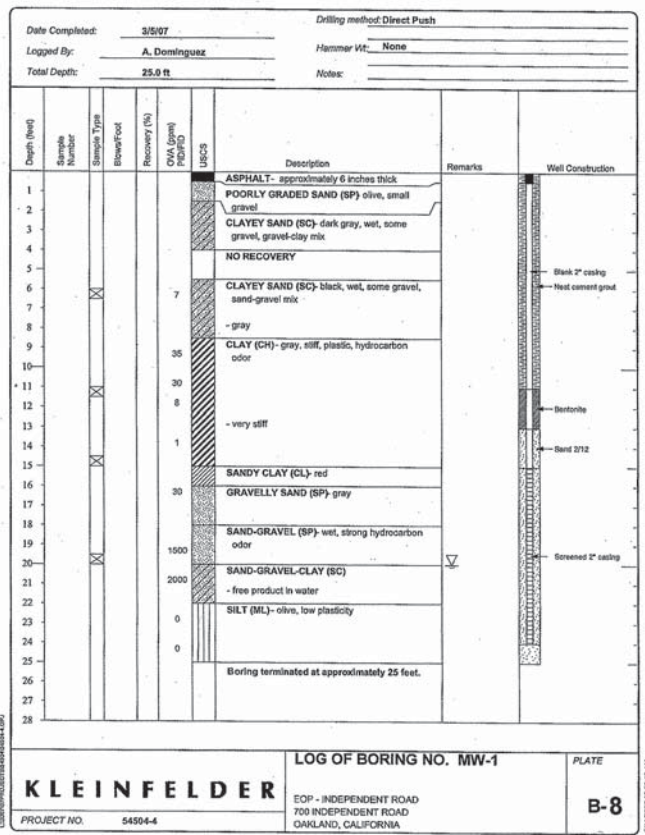 Date Completed: 3/5/07
Logged By: A. Dominguez
Total Depth: 25.0 ft
Drilling method: Direct Push
Hammer Wt: None
Notes:
Depth (feet)
Sample Number
Sample Type
Blows/Foot
Recovery (%)
OVA (ppm) PID/FID
USCS
Description
Remarks
Well Construction
ASPHALT- approximately 6 inches thick
1
POORLY GRADED SAND (SP)- olive, small
gravel
2
CLAYEY SAND (SC)- dark gray, wet, some
gravel, gravel-clay mix
3
4
NO RECOVERY
5
Blank 2" casing
6
7
CLAYEY SAND (SC)- black, wet, some gravel,
sand-gravel mix
Neat cement grout
7
8
- gray
9
35
CLAY (CH)- gray, stiff, plastic, hydrocarbon
odor
10
11
30
12
8
Bentonite
13
- very stiff
14
1
Sand 2/12
15
SANDY CLAY (CL)- red
16
30
GRAVELLY SAND (SP)- gray
17
18
SAND-GRAVEL (SP)- wet, strong hydrocarbon
odor
19
1500
20
Screened 2" casing
SAND-GRAVEL-CLAY (SC)
21
2000
- free product in water
22
SILT (ML)- olive, low plasticity
23
0
24
0
25
Boring terminated at approximately 25 feet.
26
27
28
KLEINFELDER
PROJECT NO. 54504-4
LOG OF BORING NO. MW-1
EOP - INDEPENDENT ROAD
700 INDEPENDENT ROAD
OAKLAND, CALIFORNIA
PLATE
B-8